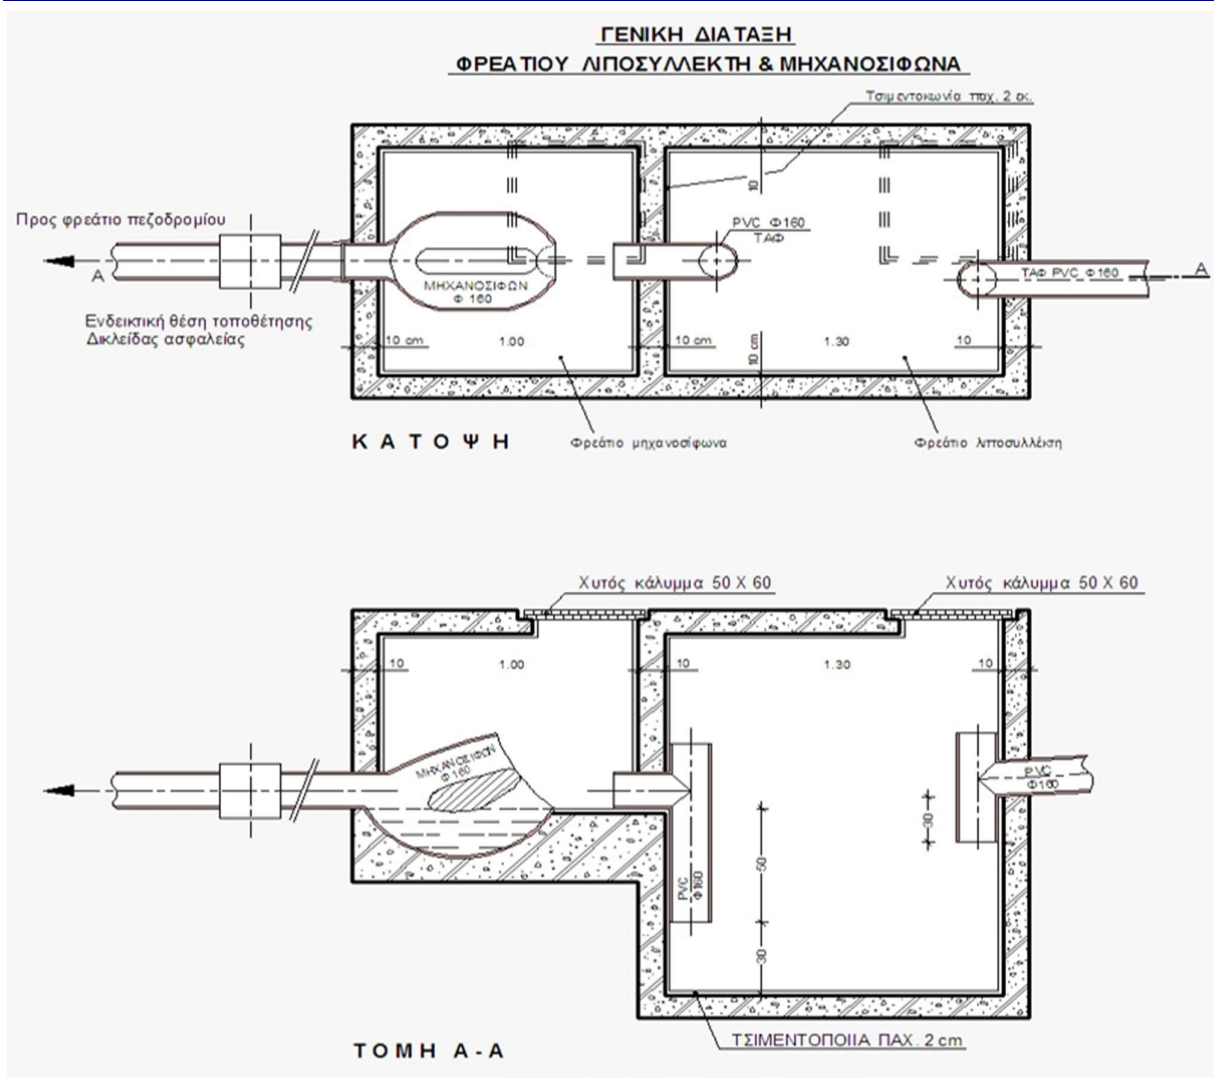 ΓΕΝΙΚΗ ΔΙΑΤΑΞΗ
ΦΡΕΑΤΙΟΥ ΛΙΠΟΣΥΛΛΕΚΤΗ & ΜΗΧΑΝΟΣΙΦΩΝΑ
Τσιμεντοκωνία παχ. 2 εκ.
10
Προς φρεάτιο πεζοδρομίου
PVC Φ160
ΤΑΦ
A
ΤΑΦ PVC Φ160
A
ΜΗΧΑΝΟΣΙΦΩΝ
Φ 160
Ενδεικτική θέση τοποθέτησης
Δικλείδας ασφαλείας
10 cm
1.00
10 cm
10 cm
1.30
10
ΚΑΤΟΨΗ
Φρεάτιο μηχανοσίφωνα
Φρεάτιο λιποσυλλέκτη
Χυτός κάλυμμα 50 Χ 60
Χυτός κάλυμμα 50 Χ 60
10
1.00
10
1.30
10
ΜΗΧΑΝΟΣΙΦΩΝ
Φ160
PVC
Φ160
30
50
PVC
Φ160
30
ΤΣΙΜΕΝΤΟΠΟΙΙΑ ΠΑΧ. 2 cm
ΤΟΜΗ Α-Α